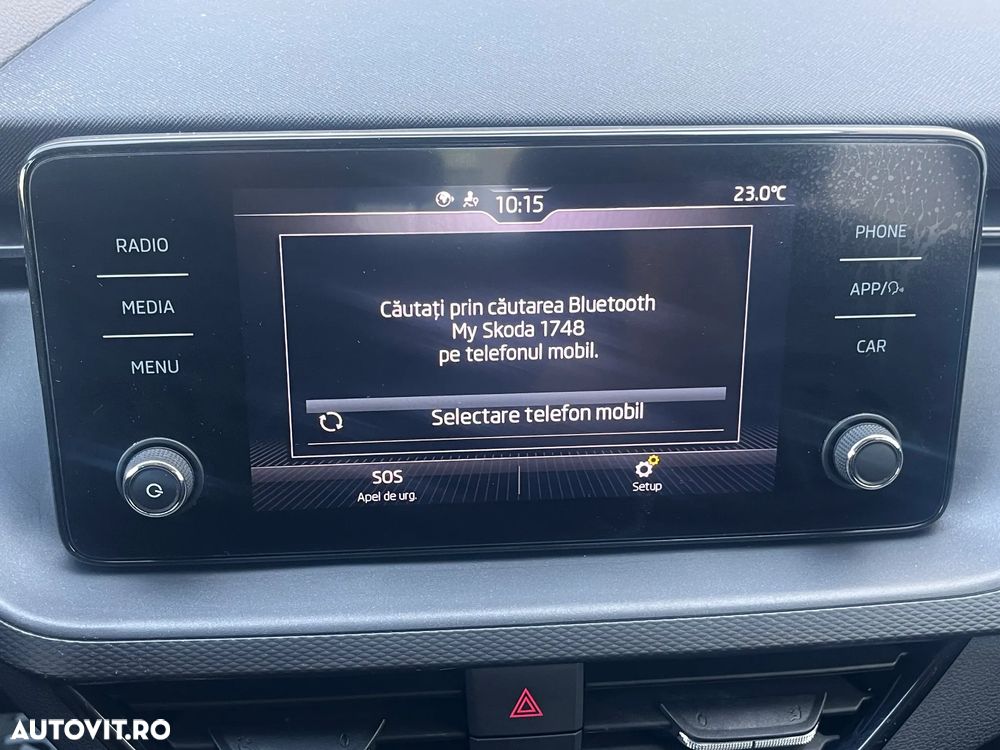 10:15
23.0°C
RADIO
MEDIA
MENU
Căutați prin căutarea Bluetooth
My Skoda 1748
pe telefonul mobil.
Selectare telefon mobil
SOS
Apel de urg.
Setup
PHONE
APP/
CAR
AUTOVIT.RO